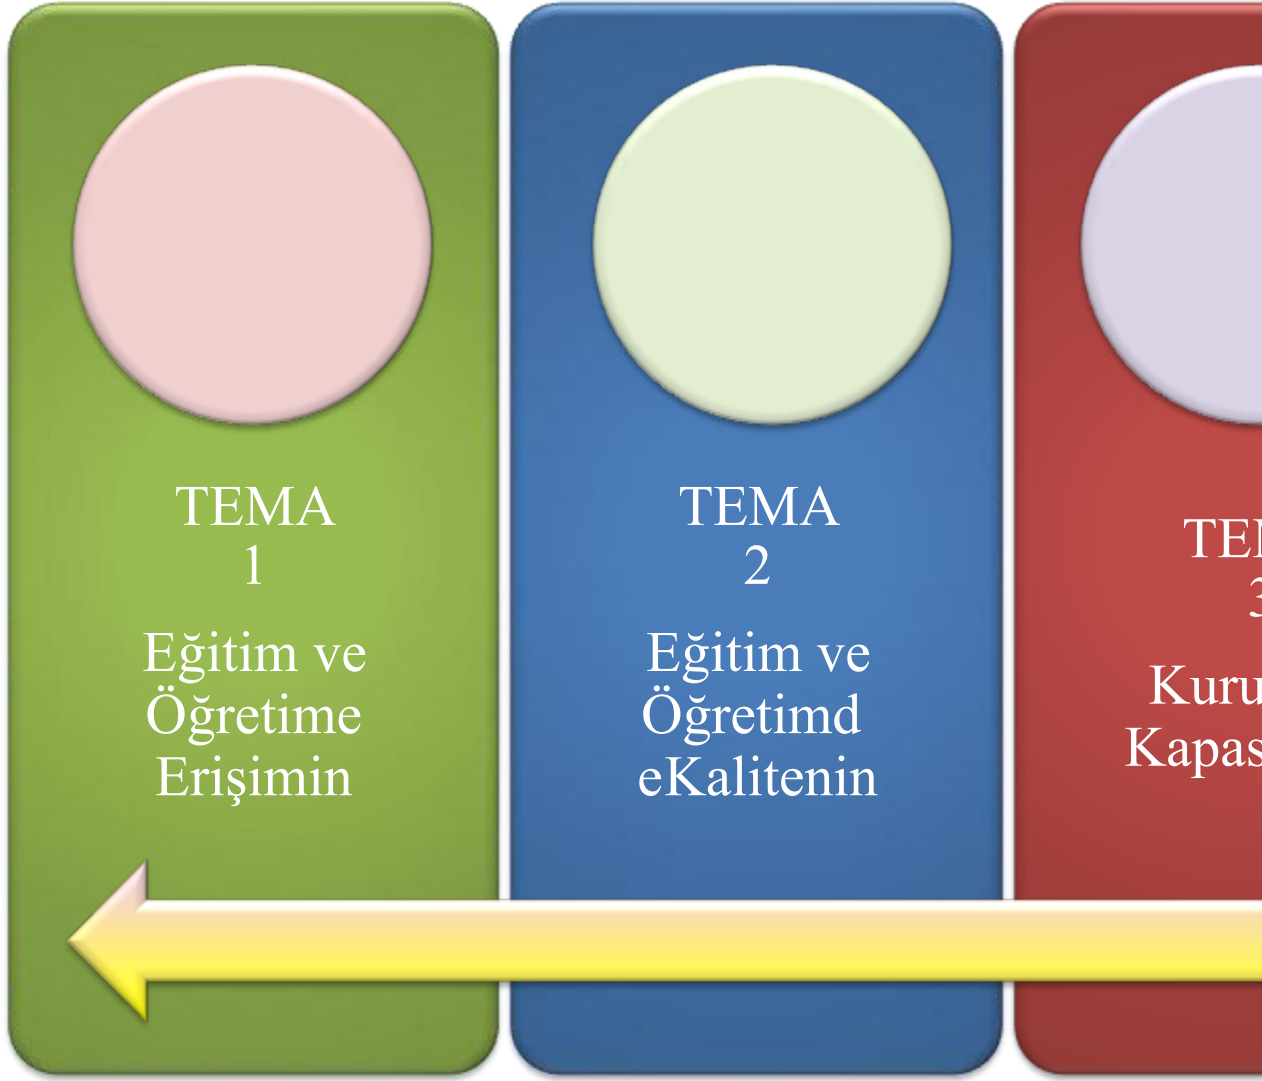 TEMA
1
Eğitim ve
Öğretime
Erişimin
TEMA
2
Eğitim ve
Öğretimd
eKalitenin